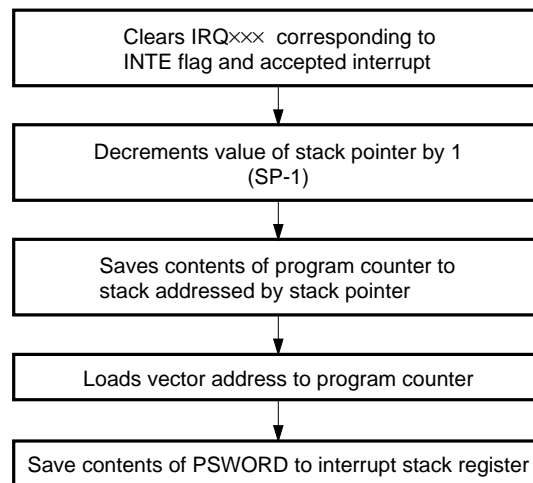 Clears IRQ××× corresponding to
INTE flag and accepted interrupt
Decrements value of stack pointer by 1
(SP-1)
Saves contents of program counter to
stack addressed by stack pointer
Loads vector address to program counter
Save contents of PSWORD to interrupt stack register